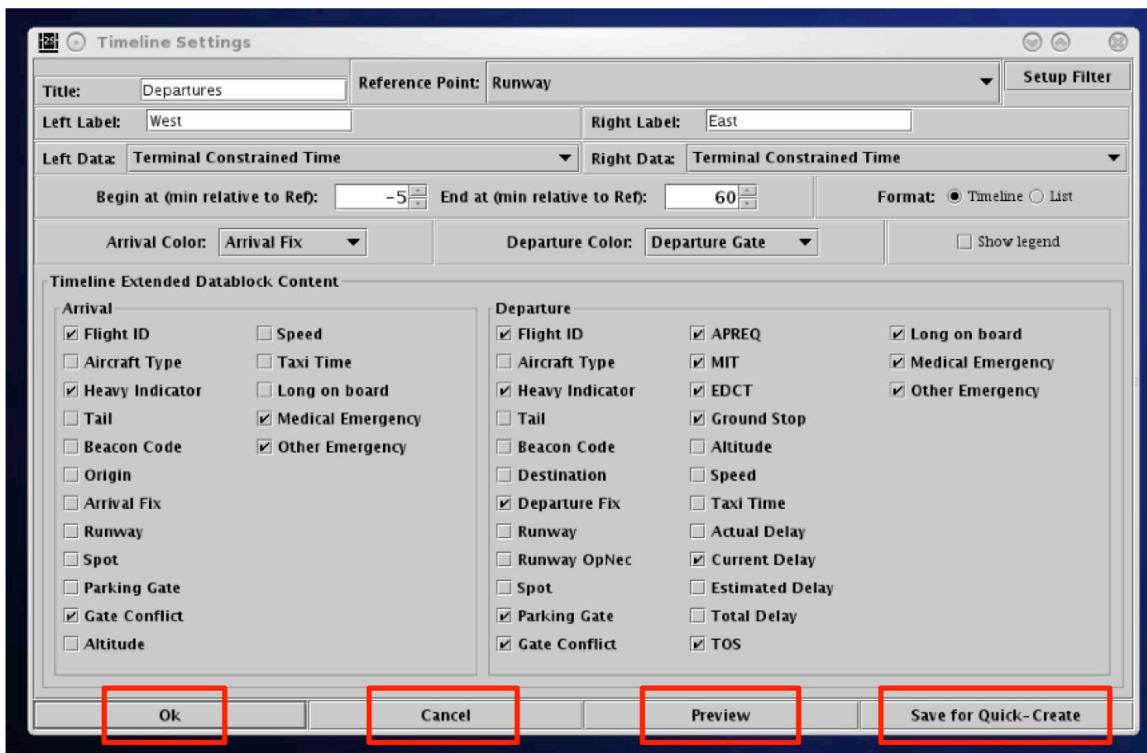 Timeline Settings
Title: Departures Reference Point: Runway Setup Filter
Left Label: West Right Label: East
Left Data: Terminal Constrained Time Right Data: Terminal Constrained Time
Begin at (min relative to Ref): -5 End at (min relative to Ref): 60 Format: Timeline List
Arrival Color: Arrival Fix Departure Color: Departure Gate Show legend
Timeline Extended Datablock Content
Arrival
Flight ID Speed
Aircraft Type Taxi Time
Heavy Indicator Long on board
Tail Medical Emergency
Beacon Code Other Emergency
Origin
Arrival Fix
Runway
Spot
Parking Gate
Gate Conflict
Altitude
Departure
Flight ID APREQ Long on board
Aircraft Type MIT Medical Emergency
Heavy Indicator EDCT Other Emergency
Tail Ground Stop
Beacon Code Altitude
Destination Speed
Departure Fix Taxi Time
Runway Actual Delay
Runway OpNec Current Delay
Spot Estimated Delay
Parking Gate Total Delay
Gate Conflict TOS
Ok Cancel Preview Save for Quick-Create